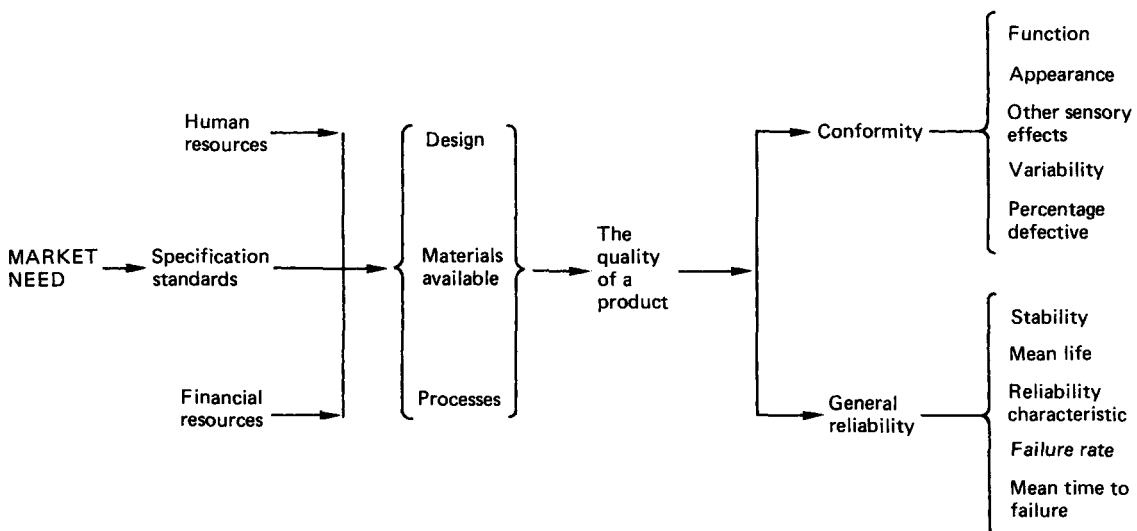 Human
resources
MARKET
NEED
Specification
standards
Financial
resources
Design
Materials
available
Processes
The
quality
of a
product
Conformity
Function
Appearance
Other sensory
effects
Variability
Percentage
defective
General
reliability
Stability
Mean life
Reliability
characteristic
Failure rate
Mean time to
failure